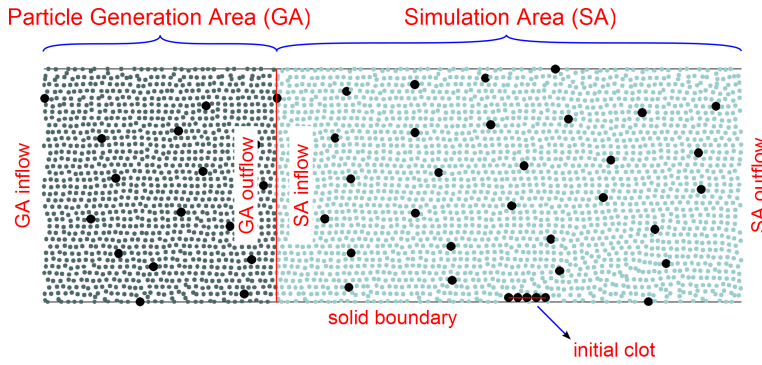 Particle Generation Area (GA)
Simulation Area (SA)
GA inflow
GA outflow
SA inflow
SA outflow
solid boundary
initial clot